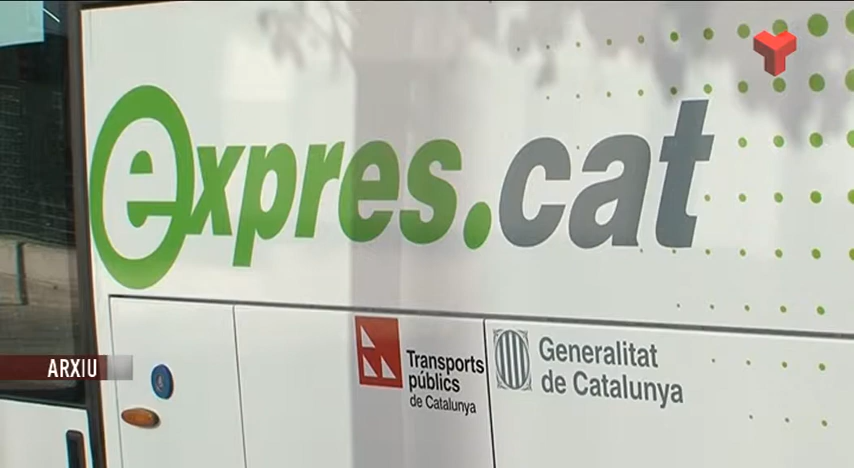 expres.cat
Transports
públics
de Catalunya
Generalitat
de Catalunya
ARXIU